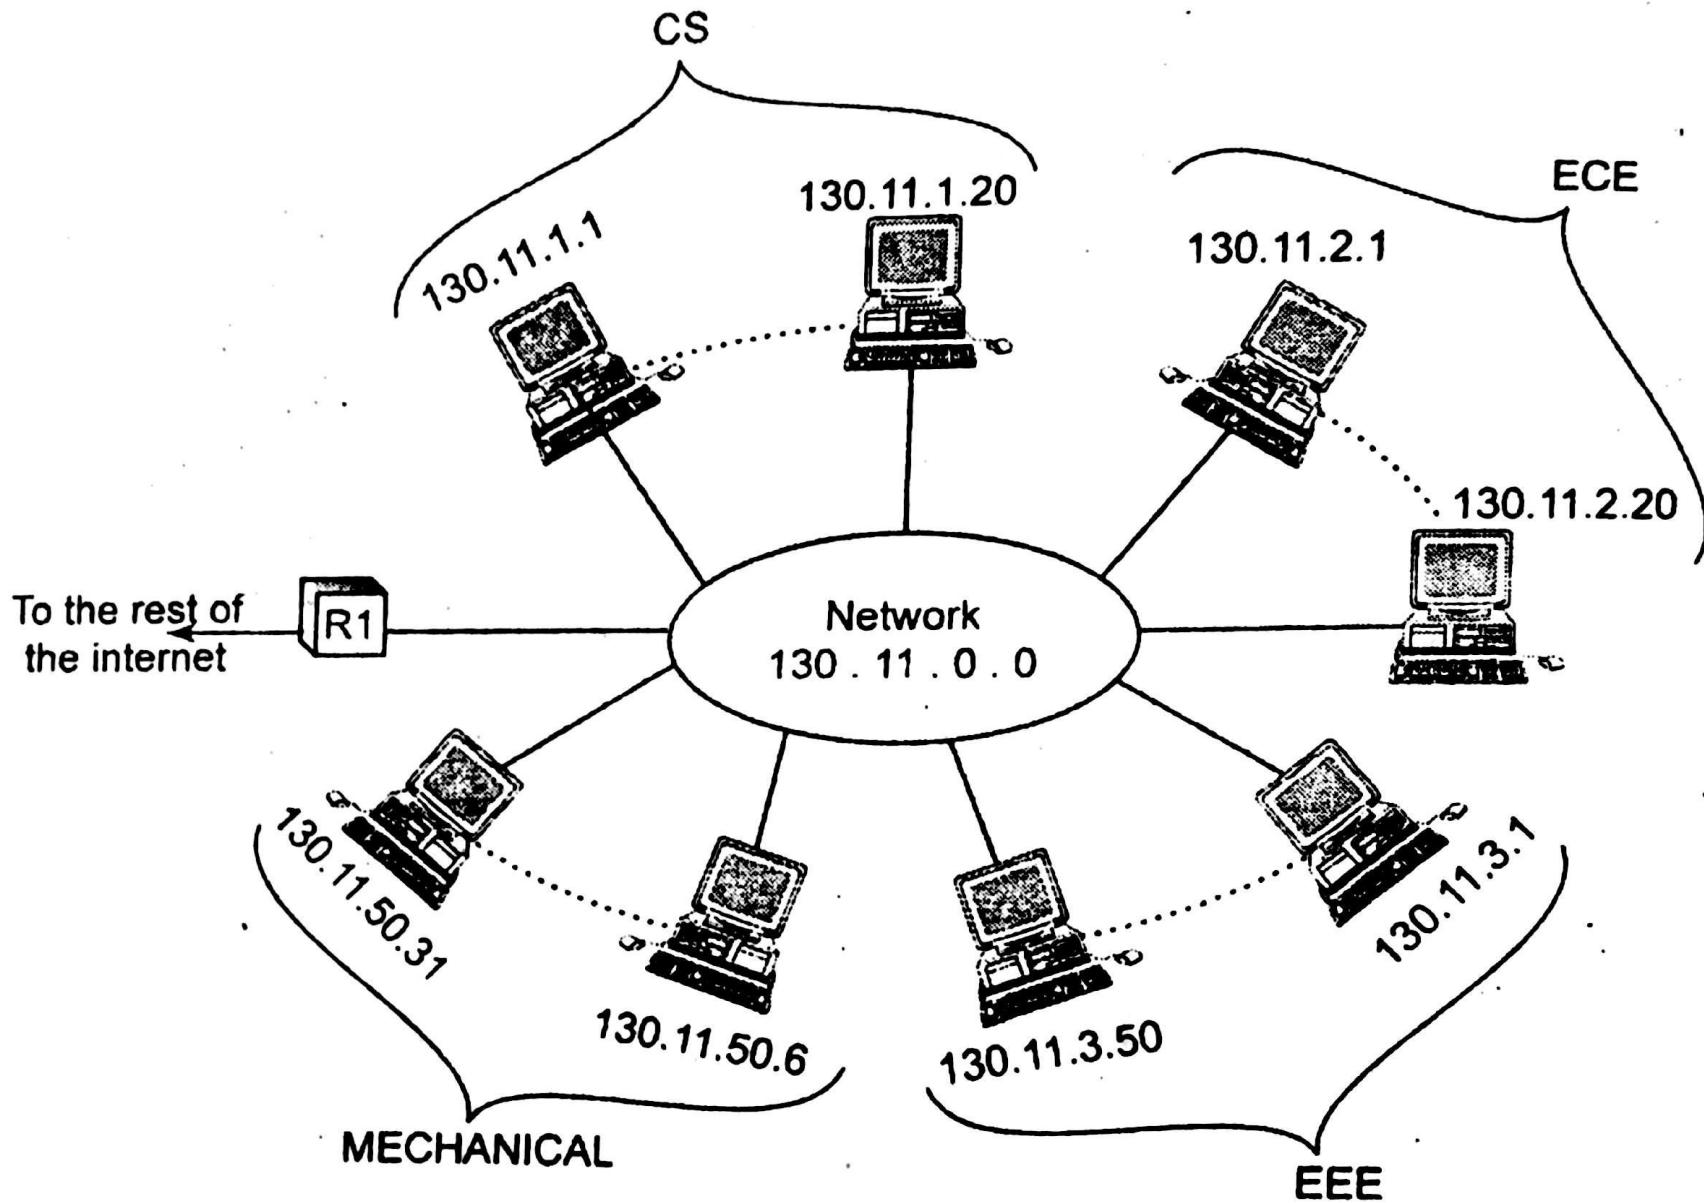 CS
130.11.1.20
130.11.1.1
ECE
130.11.2.1
130.11.2.20
To the rest of
the internet
R1
Network
130 . 11 . 0 . 0
130.11.50.31
130.11.50.6
MECHANICAL
130.11.3.50
130.11.3.1
EEE